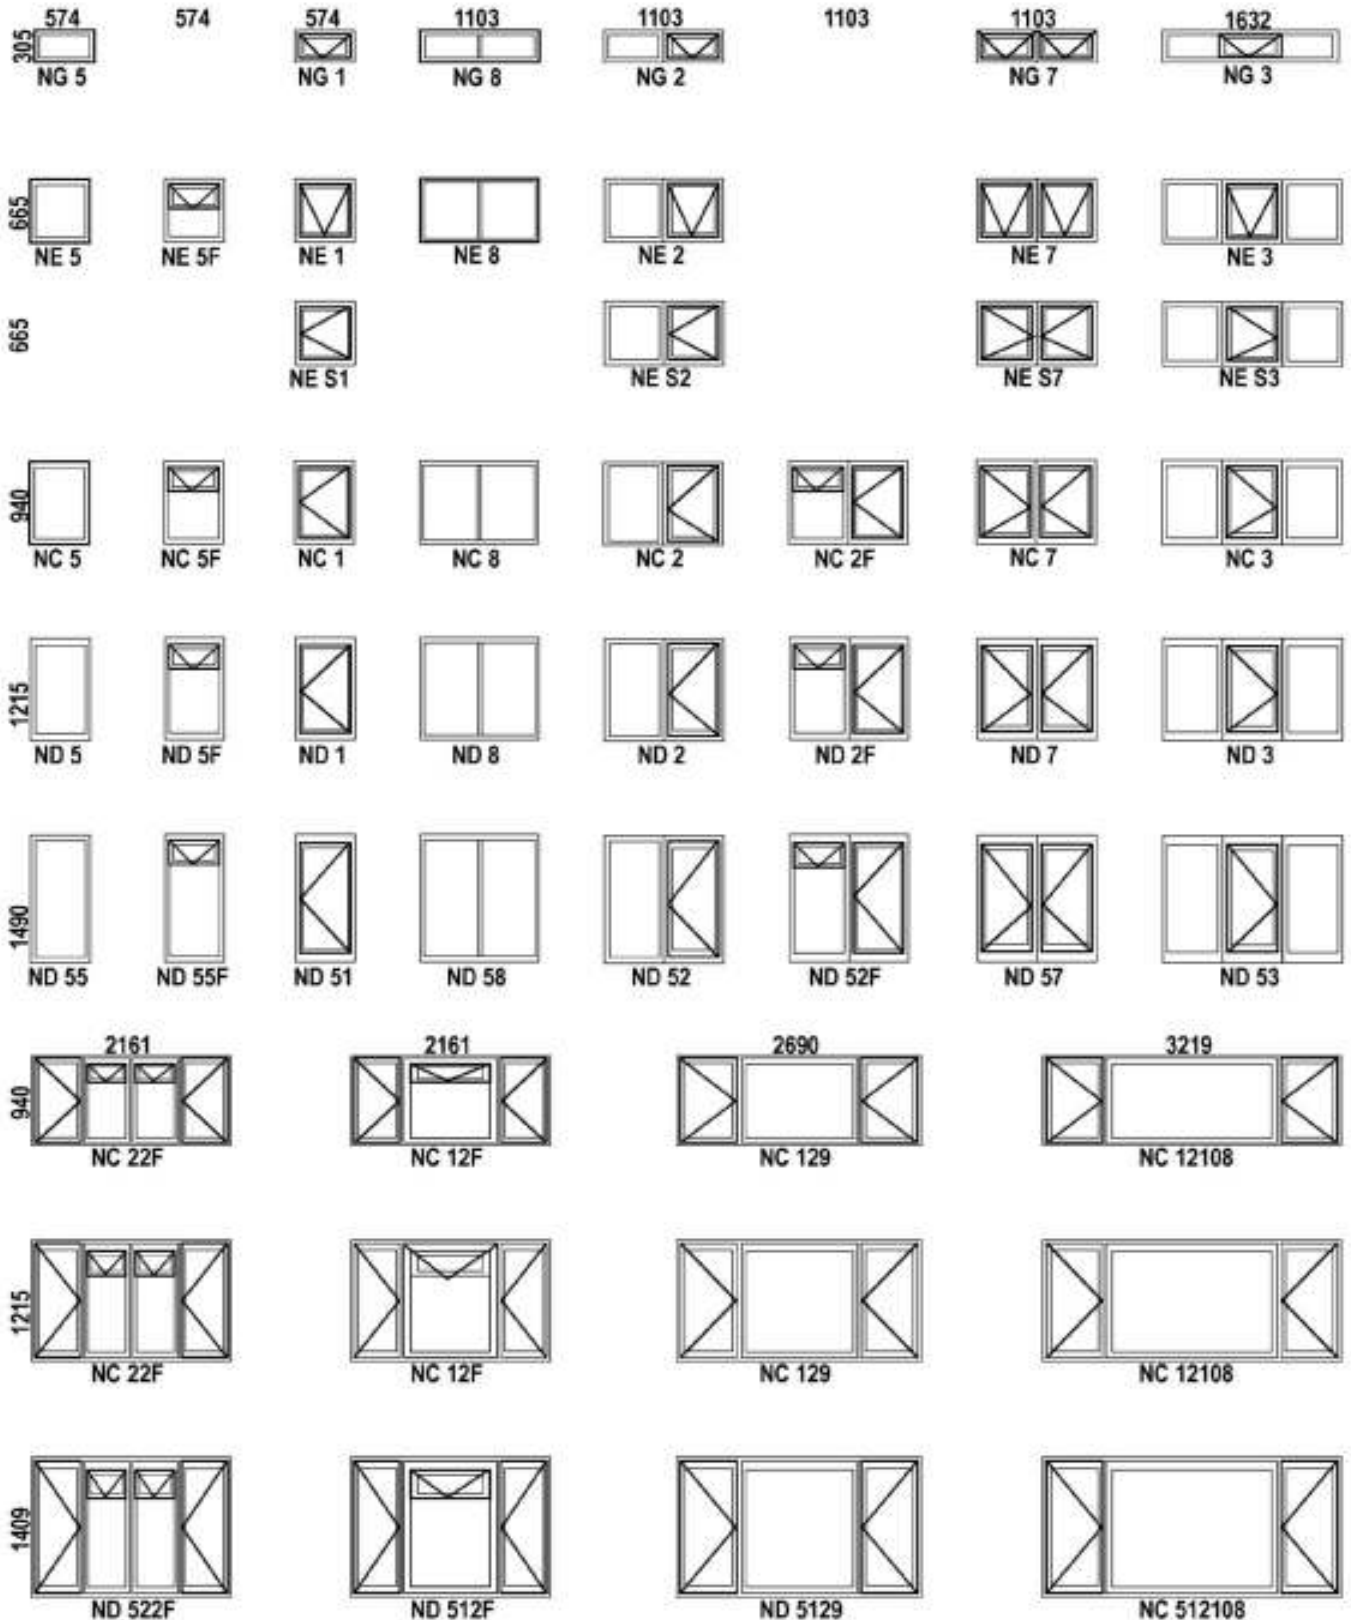 574 574 574 1103 1103 1103 1103 1632
305
NG 5 NG 1 NG 8 NG 2 NG 7 NG 3
665
NE 5 NE 5F NE 1 NE 8 NE 2 NE 7 NE 3
665
NE S1 NE S2 NE S7 NE S3
940
NC 5 NC 5F NC 1 NC 8 NC 2 NC 2F NC 7 NC 3
1215
ND 5 ND 5F ND 1 ND 8 ND 2 ND 2F ND 7 ND 3
1490
ND 55 ND 55F ND 51 ND 58 ND 52 ND 52F ND 57 ND 53
2161 2161 2690 3219
940
NC 22F NC 12F NC 129 NC 12108
1215
NC 22F NC 12F NC 129 NC 12108
1409
ND 522F ND 512F ND 5129 NC 512108